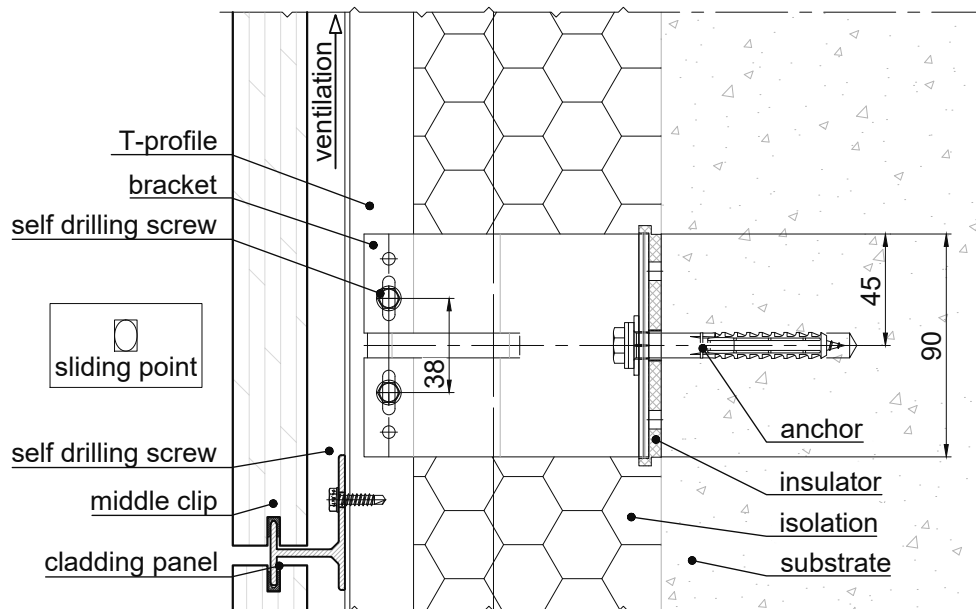 ventilation
T-profile
bracket
self drilling screw
sliding point
38
45
90
self drilling screw
anchor
middle clip
insulator
isolation
cladding panel
substrate